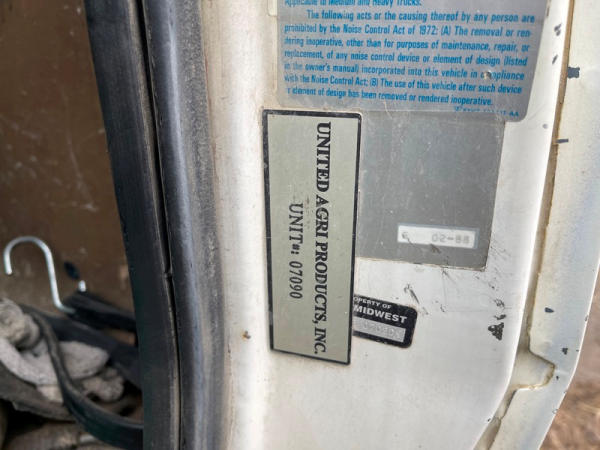 Applicable to Medium and Heavy Trucks.
The following acts or the causing thereof by any person are
prohibited by the Noise Control Act of 1972: (A) The removal or ren-
dering inoperative, other than for purposes of maintenance, repair, or
replacement, of any noise control device or element of design (listed
in the owner's manual) incorporated into this vehicle in compliance
with the Noise Control Act; (B) The use of this vehicle after such device
or element of design has been removed or rendered inoperative.
UNITED AGRI PRODUCTS, INC.
UNIT#: 07090
02-88
PROPERTY OF
MIDWEST